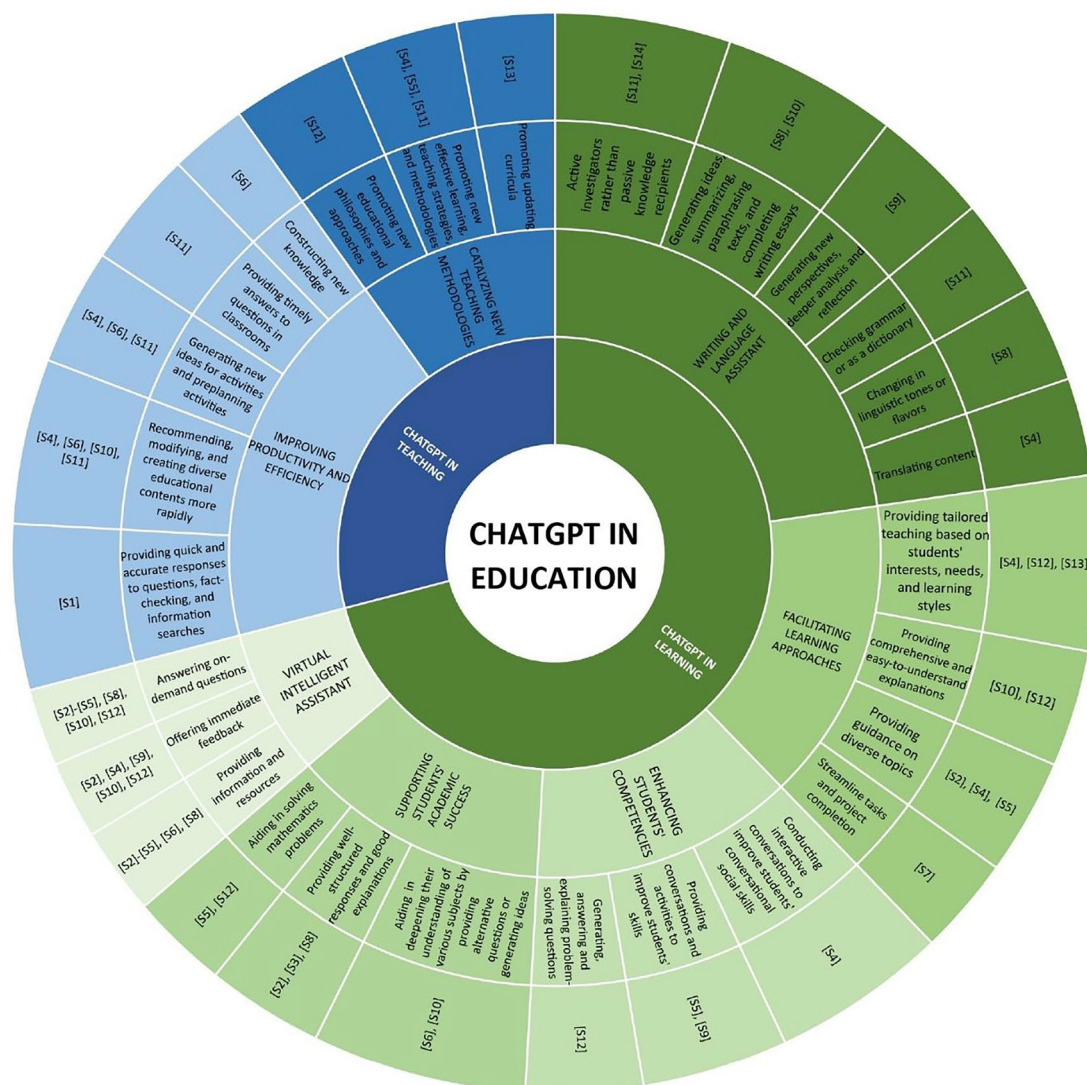 CHATGPT IN
EDUCATION
CHATGPT IN
LEARNING
WRITING AND
LANGUAGE
ASSISTANT
Active
investigators
rather than
passive
knowledge
recipients
[S11], [S14]
Generating ideas,
summarizing,
paraphrasing
texts, and
completing
writing essays
[S8], [S10]
Generating new
perspectives,
deeper analysis and
reflection
[S9]
Checking grammar
or as a dictionary
[S11]
Changing in
linguistic tones or
flavors
[S8]
Translating content
[S4]
FACILITATING
LEARNING
APPROACHES
Providing tailored
teaching based on
students'
interests, needs,
and learning
styles
[S4], [S12], [S13]
Providing
comprehensive and
easy-to-understand
explanations
[S10], [S12]
Providing
guidance on
diverse topics
[S2], [S4], [S5]
Streamline tasks
and project
completion
[S7]
ENHANCING
STUDENTS'
COMPETENCIES
Conducting
interactive
conversations to
improve students'
conversational
social skills
[S4]
Providing
conversations and
activities to
improve students'
skills
[S5], [S9]
Generating,
answering and
explaining problem-
solving questions
[S12]
SUPPORTING
STUDENTS'
ACADEMIC
SUCCESS
Aiding in
deepening their
understanding of
various subjects by
providing
alternative
questions or
generating ideas
[S6], [S10]
Providing well-
structured
responses and good
explanations
[S2], [S3], [S8]
Aiding in solving
mathematics
problems
[S5], [S12]
VIRTUAL
INTELLIGENT
ASSISTANT
Providing
information and
resources
[S2]-[S5], [S6], [S8]
Offering immediate
feedback
[S2], [S4], [S9],
[S10], [S12]
Answering on-
demand questions
[S2]-[S5], [S8],
[S10], [S12]
CHATGPT IN
TEACHING
IMPROVING
PRODUCTIVITY AND
EFFICIENCY
Providing quick and
accurate responses
to questions, fact-
checking, and
information
searches
[S1]
Recommending,
modifying, and
creating diverse
educational
contents more
rapidly
[S4], [S6], [S10],
[S11]
Generating new
ideas for activities
and preplanning
activities
[S4], [S6], [S11]
Providing timely
answers to
questions in
classrooms
[S11]
Constructing new
knowledge
[S6]
CATALYZING NEW
TEACHING
METHODOLOGIES
Promoting new
educational
philosophies and
approaches
[S12]
Promoting new
effective learning,
teaching strategies,
and methodologies
[S4], [S5], [S11]
Promoting updating
curricula
[S13]